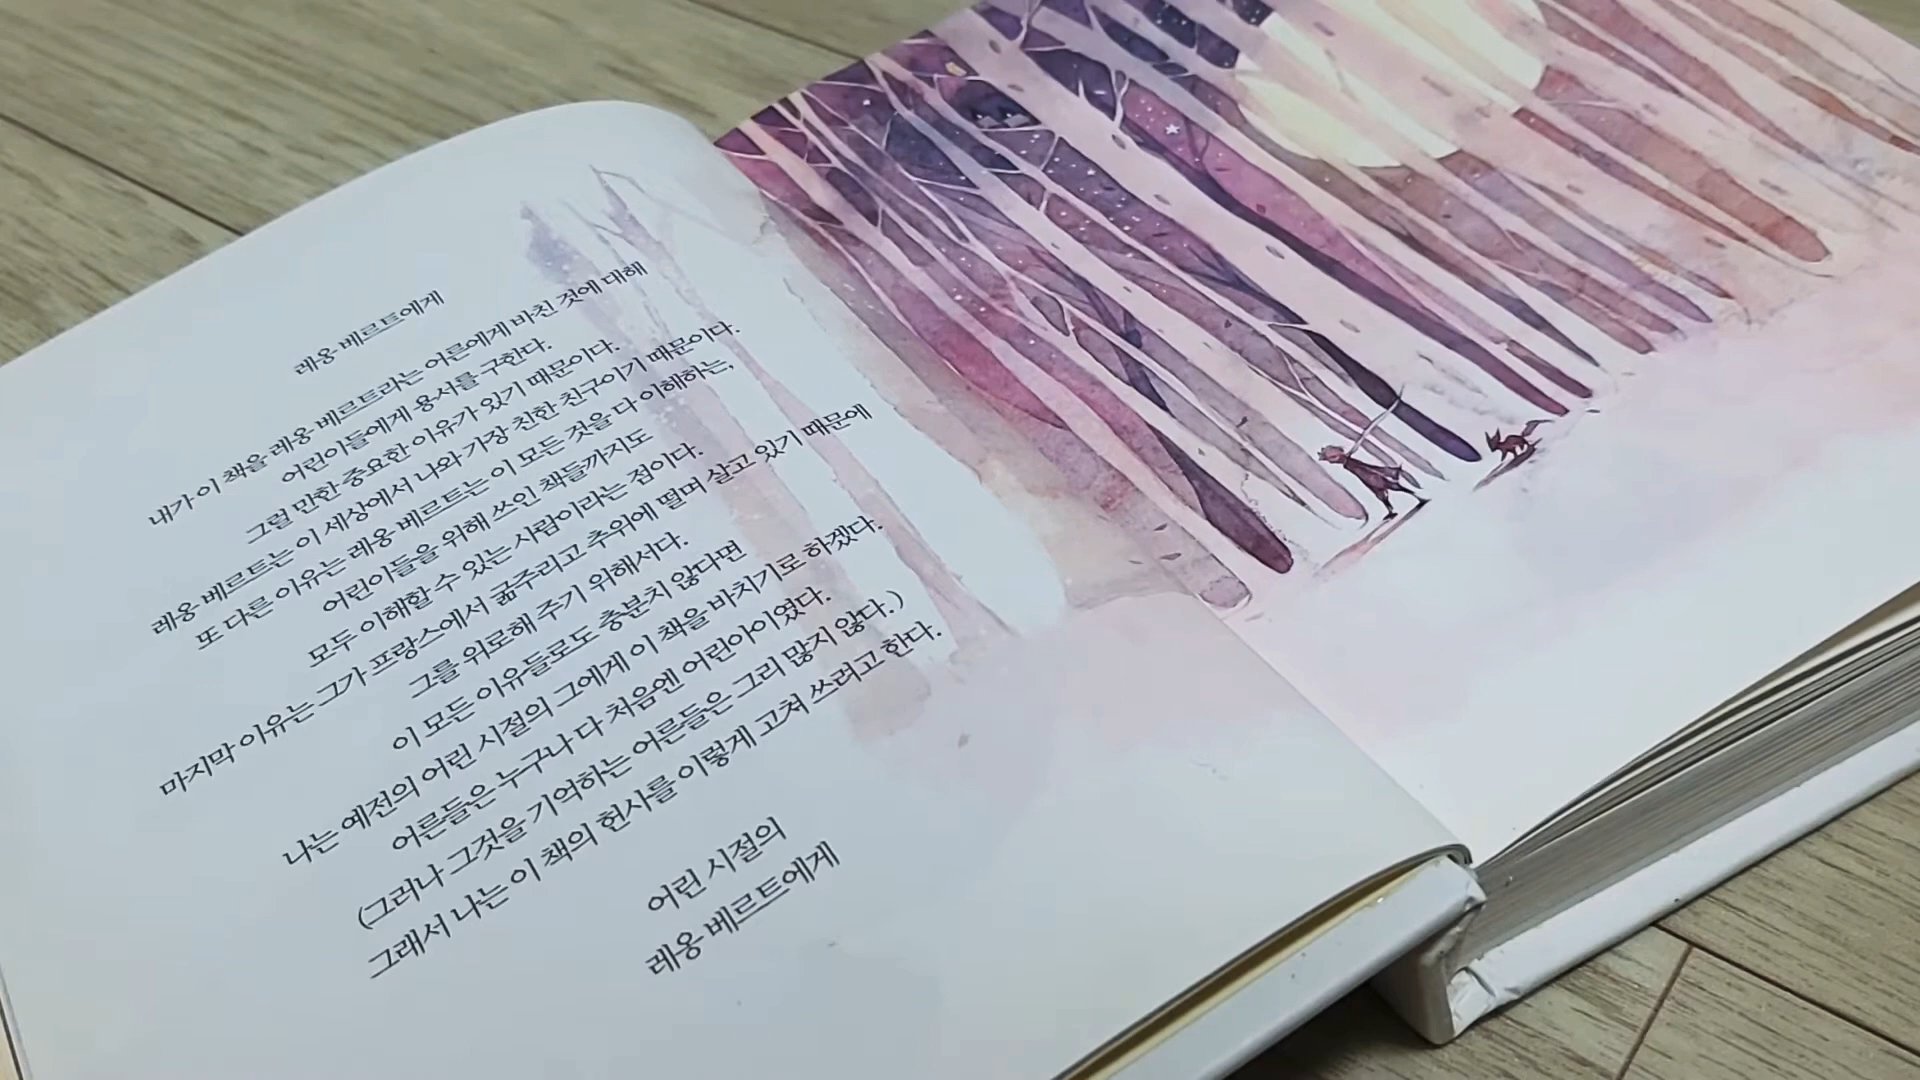 레옹 베르트에게
내가 이 책을 레옹 베르트라는 어른에게 바친 것에 대해
어린이들에게 용서를 구한다.
그럴 만한 중요한 이유가 있기 때문이다.
레옹 베르트는 이 세상에서 나와 가장 친한 친구이기 때문이다.
또 다른 이유는 레옹 베르트는 이 모든 것을 다 이해하는,
어린이들을 위해 쓰인 책들까지도
모두 이해할 수 있는 사람이라는 점이다.
마지막 이유는 그가 프랑스에서 굶주리고 추위에 떨며 살고 있기 때문에
그를 위로해 주기 위해서다.
이 모든 이유들로도 충분치 않다면
나는 예전의 어린 시절의 그에게 이 책을 바치기로 하겠다.
어른들은 누구나 다 처음엔 어린아이였다.
(그러나 그것을 기억하는 어른들은 그리 많지 않다.)
그래서 나는 이 책의 헌사를 이렇게 고쳐 쓰려고 한다.
어린 시절의
레옹 베르트에게